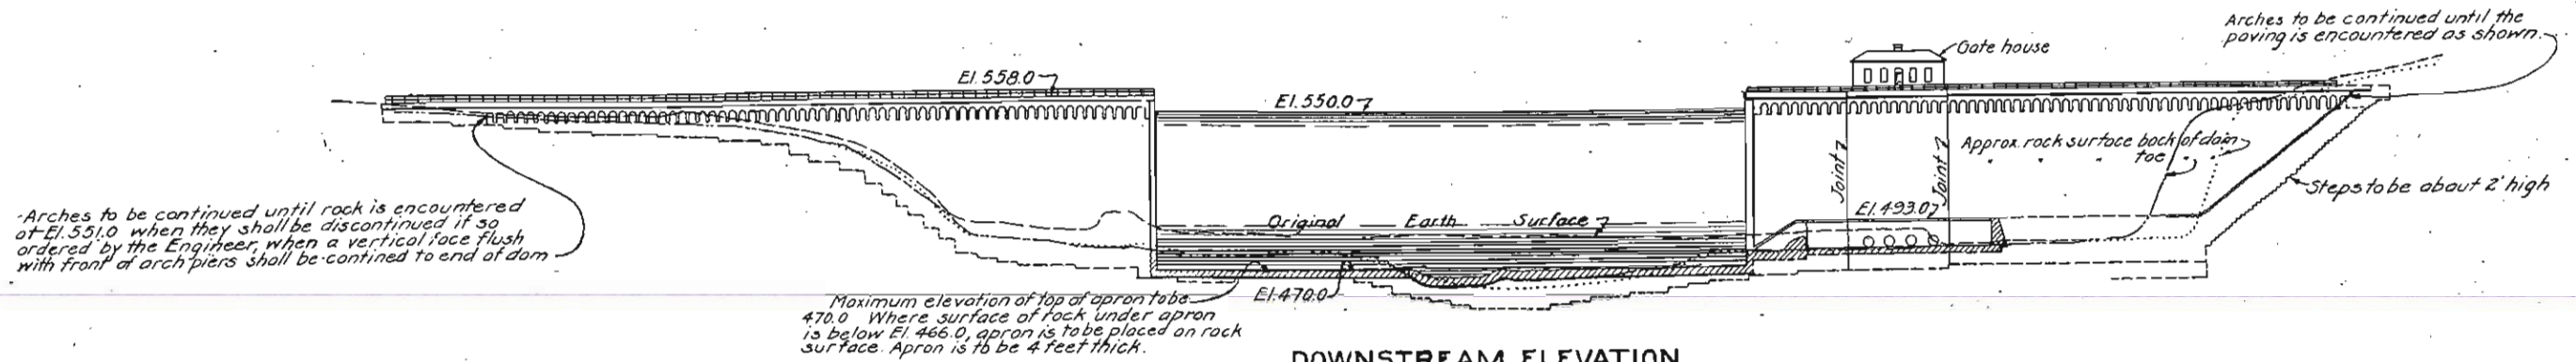 Arches to be continued until the
paving is encountered as shown.
Gate house
El. 558.0
El. 550.0
Joint
Joint
Approx. rock surface back of dam
toe
Steps to be about 2' high
El. 493.0
Original Earth Surface
Arches to be continued until rock is encountered
at El. 551.0 when they shall be discontinued if so
ordered by the Engineer, when a vertical face flush
with front of arch piers shall be contined to end of dam
Maximum elevation of top of apron to be
470.0 Where surface of rock under apron
is below El. 466.0, apron is to be placed on rock
surface. Apron is to be 4 feet thick.
El. 470.0
DOWNSTREAM ELEVATION